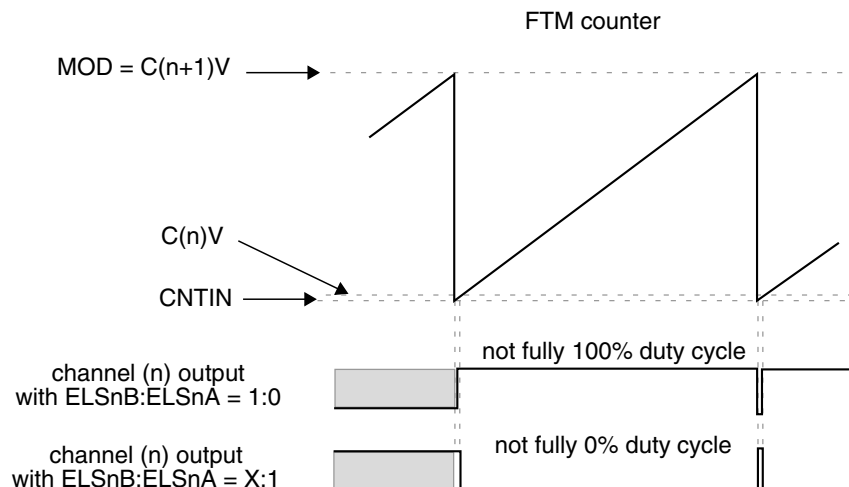 FTM counter
MOD = C(n+1)V
C(n)V
CNTIN
not fully 100% duty cycle
channel (n) output
with ELSnB:ELSnA = 1:0
not fully 0% duty cycle
channel (n) output
with ELSnB:ELSnA = X:1